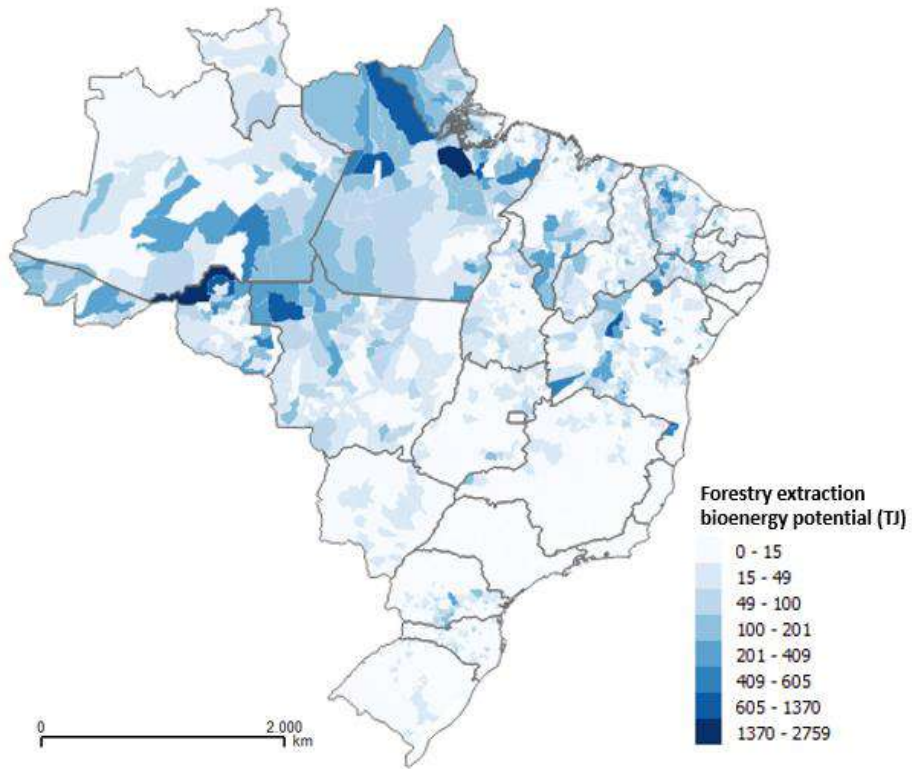 Forestry extraction
bioenergy potential (TJ)
0 - 15
15 - 49
49 - 100
100 - 201
201 - 409
409 - 605
605 - 1370
1370 - 2759
0 2.000
km